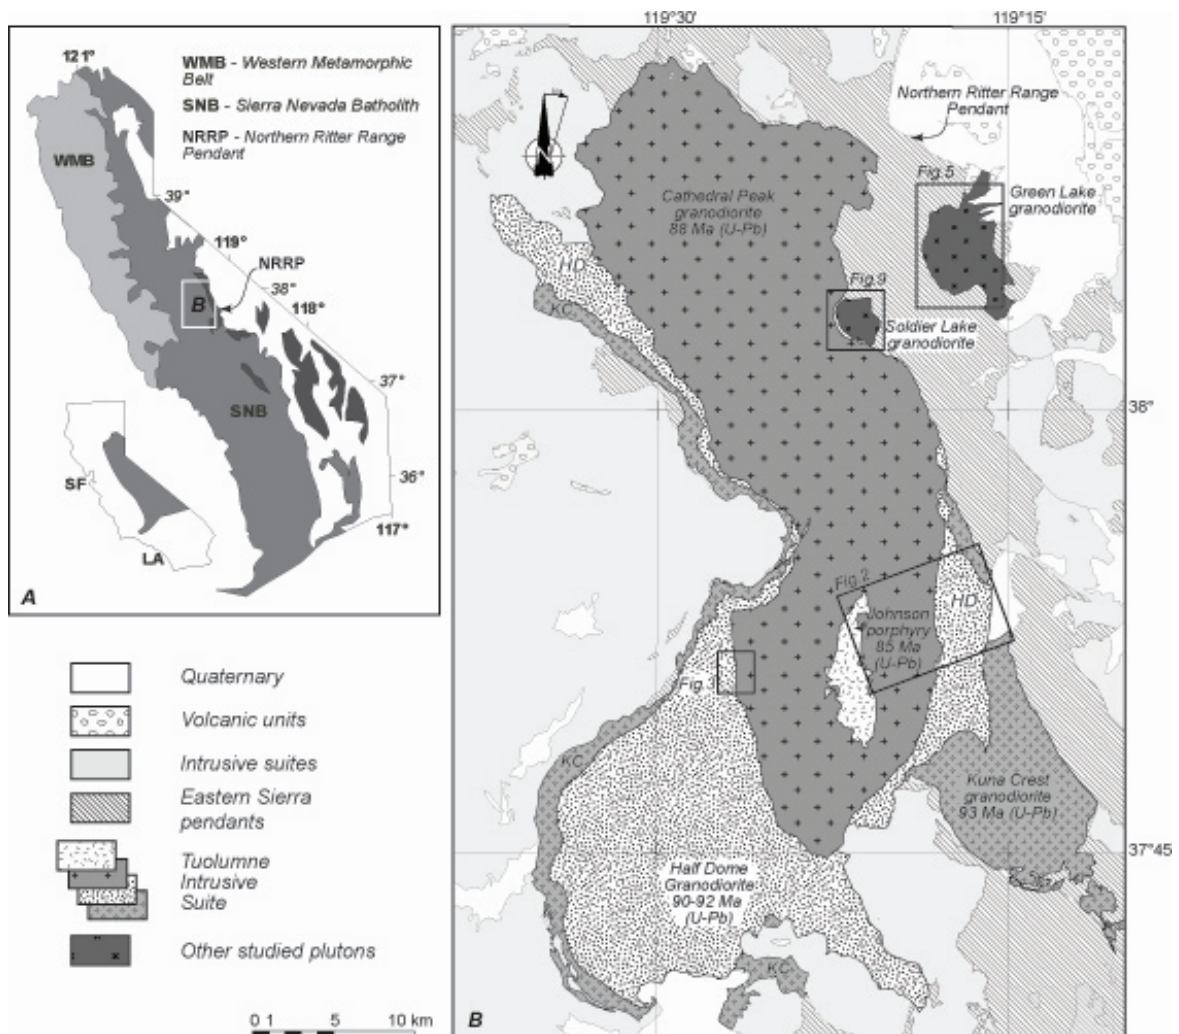 121°
WMB - Western Metamorphic
Belt
SNB - Sierra Nevada Batholith
NRRP - Northern Ritter Range
Pendant
WMB
39°
119°
NRRP
38°
118°
B
37°
SNB
36°
117°
SF
LA
A
Quaternary
Volcanic units
Intrusive suites
Eastern Sierra
pendants
Tuolumne
Intrusive
Suite
Other studied plutons
0 1 5 10 km
119°30'
119°15'
Northern Ritter Range
Pendant
N
Fig.5
Green Lake
granodiorite
Cathedral Peak
granodiorite
88 Ma (U-Pb)
HD
KC
Fig.9
Soldier Lake
granodiorite
38°
Fig.2
HD
Johnson
porphyry
85 Ma
(U-Pb)
Fig.3
KC
Kuna Crest
granodiorite
93 Ma (U-Pb)
37°45
Half Dome
Granodiorite
90-92 Ma
(U-Pb)
KC
B